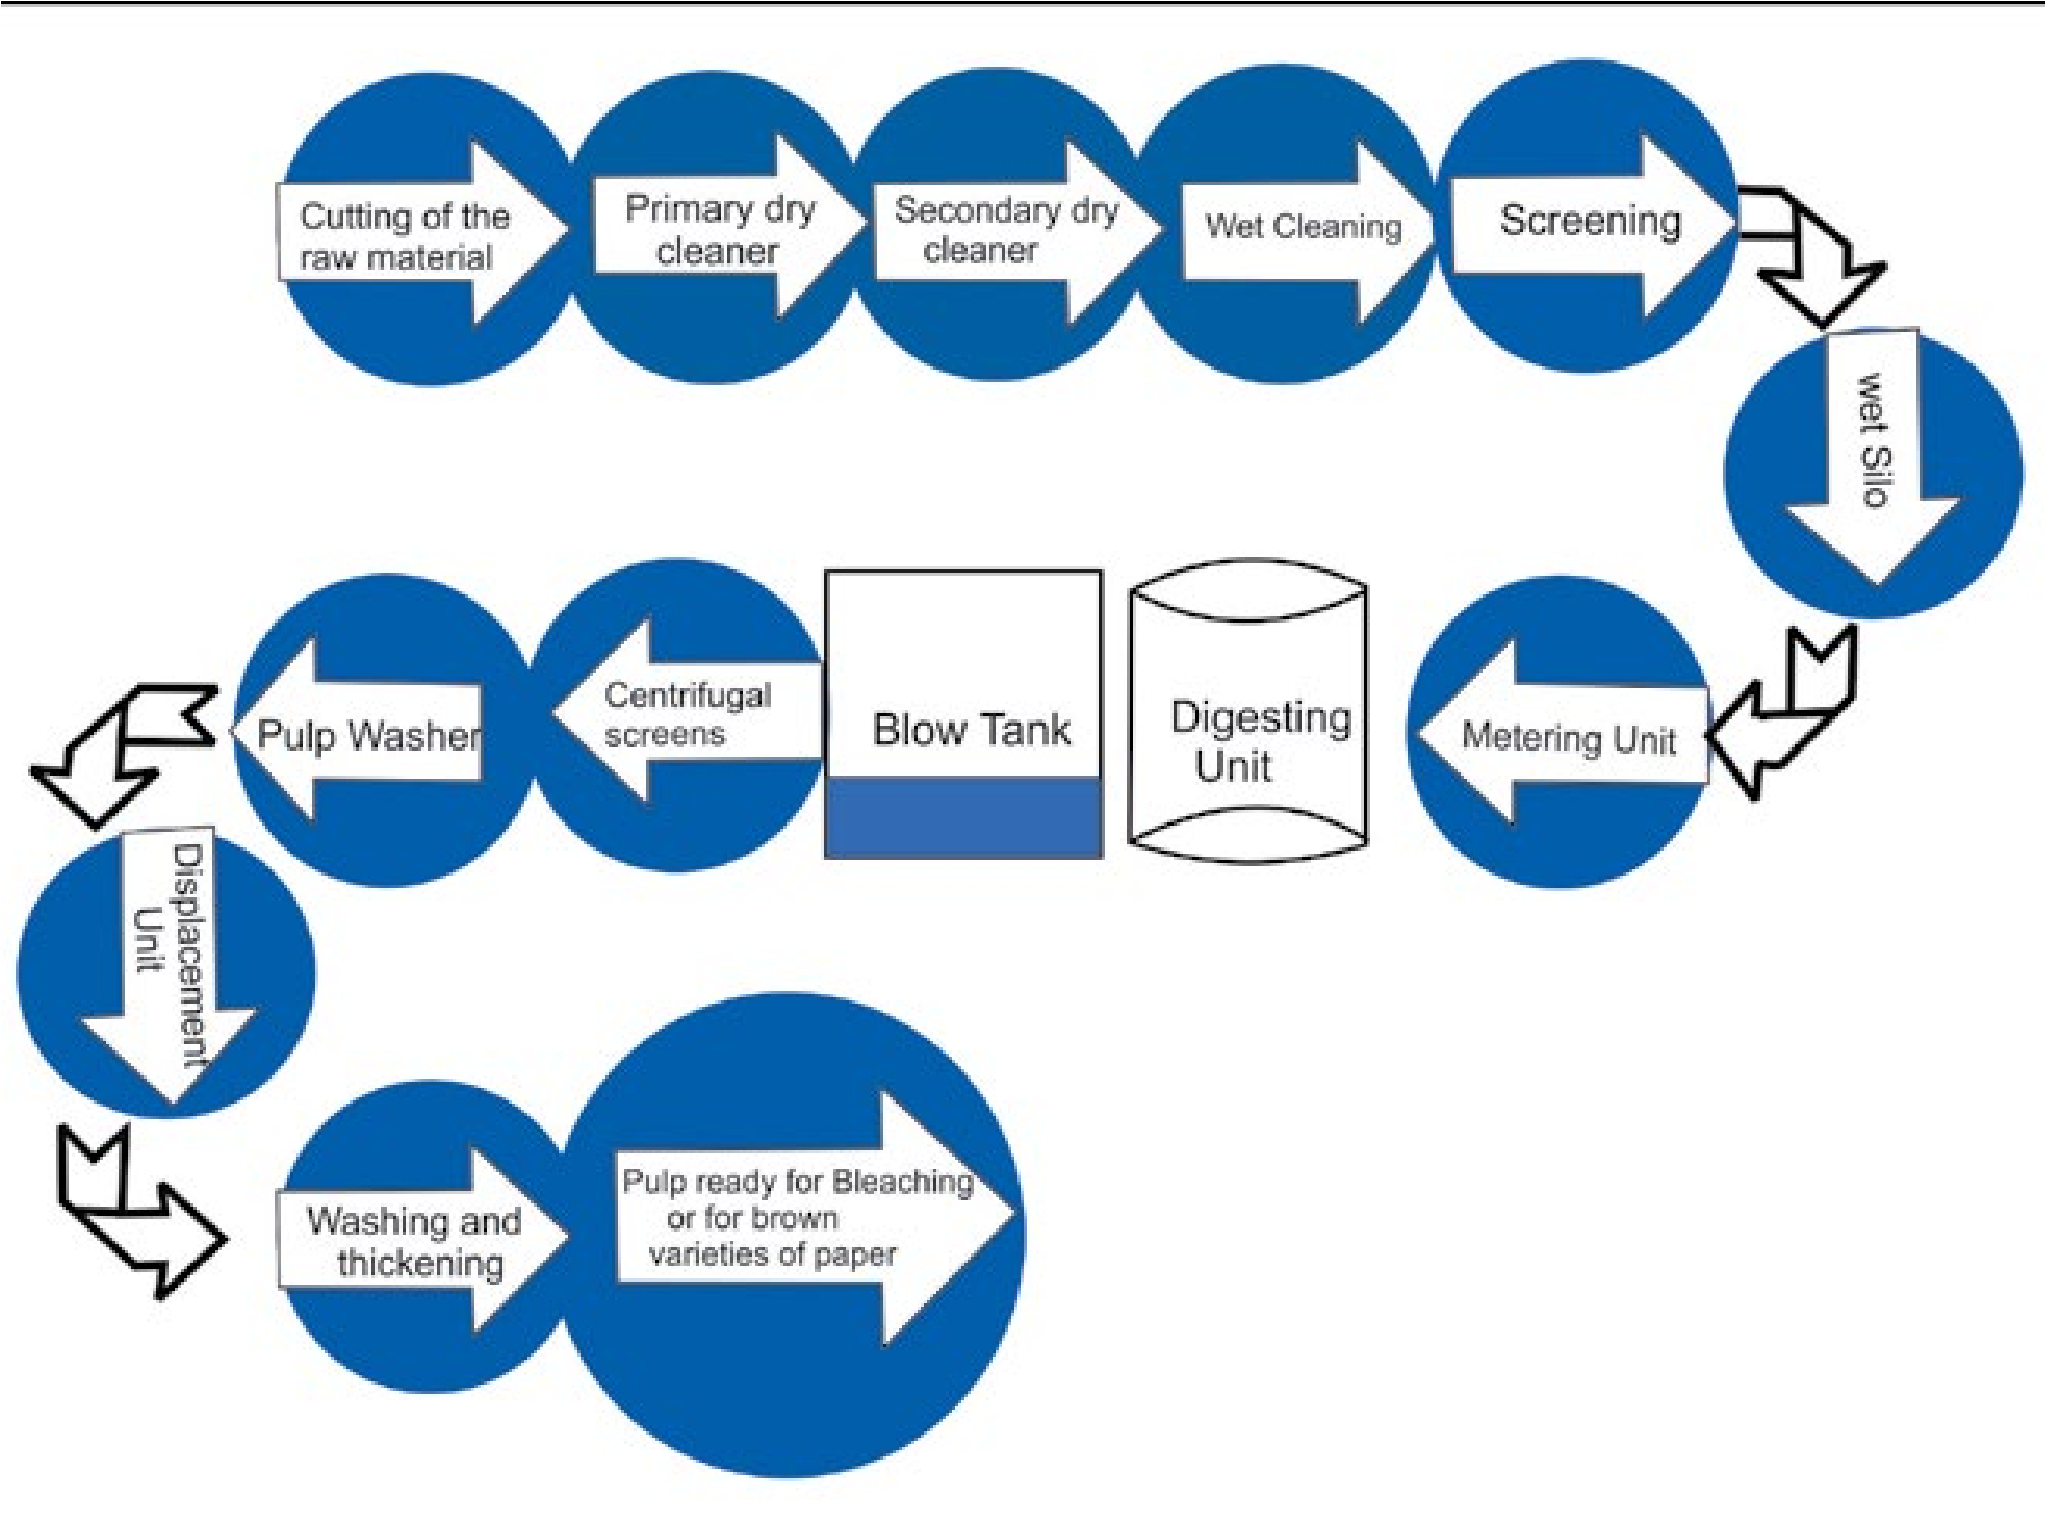 Cutting of the
raw material
Primary dry
cleaner
Secondary dry
cleaner
Wet Cleaning
Screening
wet Silo
Metering Unit
Digesting
Unit
Blow Tank
Centrifugal
screens
Pulp Washer
Displacement
Unit
Washing and
thickening
Pulp ready for Bleaching
or for brown
varieties of paper